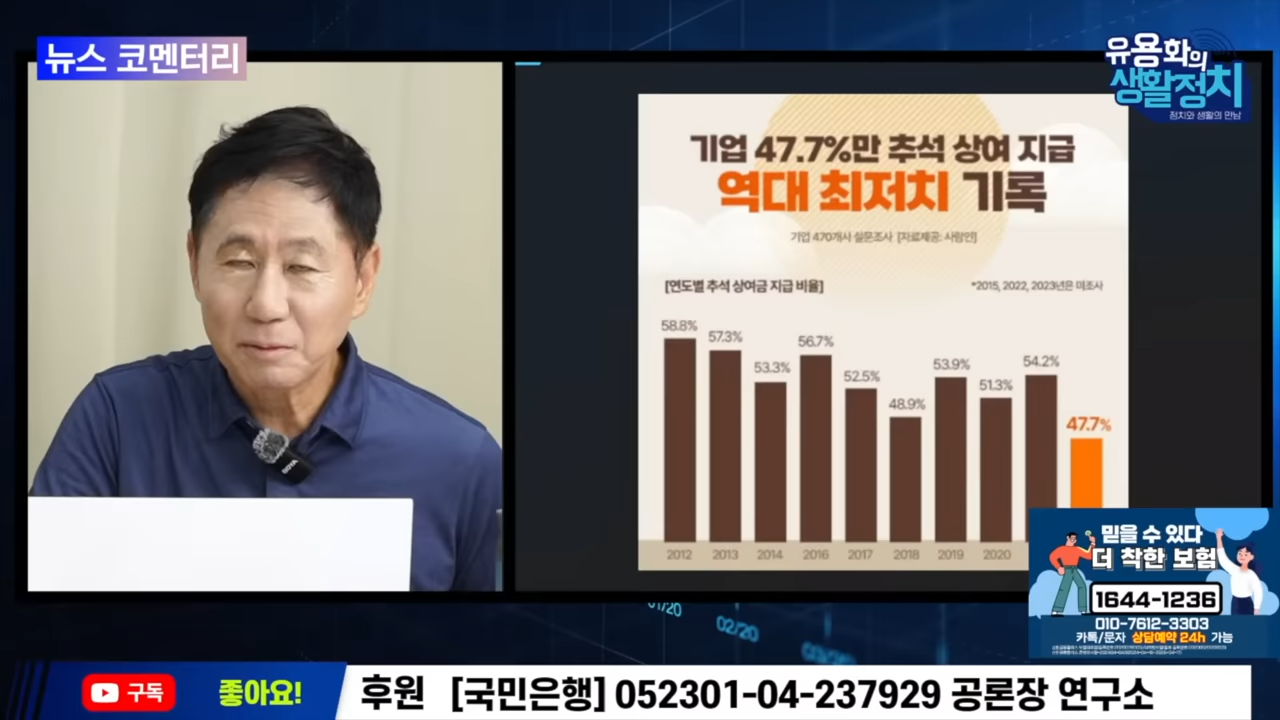 뉴스 코멘터리
유용화의
생활정치
정치와 생활의 만남
기업 47.7%만 추석 상여 지급
역대 최저치 기록
기업 470개사 설문조사 [자료제공: 사람인]
[연도별 추석 상여금 지급 비율]
*2015, 2022, 2023년은 미조사
58.8%
57.3%
53.3%
56.7%
52.5%
48.9%
53.9%
51.3%
54.2%
47.7%
2012
2013
2014
2016
2017
2018
2019
2020
믿을 수 있다
더 착한 보험
1644-1236
010-7612-3303
카톡/문자 상담예약 24h 가능
01/20
02/20
구독
좋아요!
후원 [국민은행] 052301-04-237929 공론장 연구소